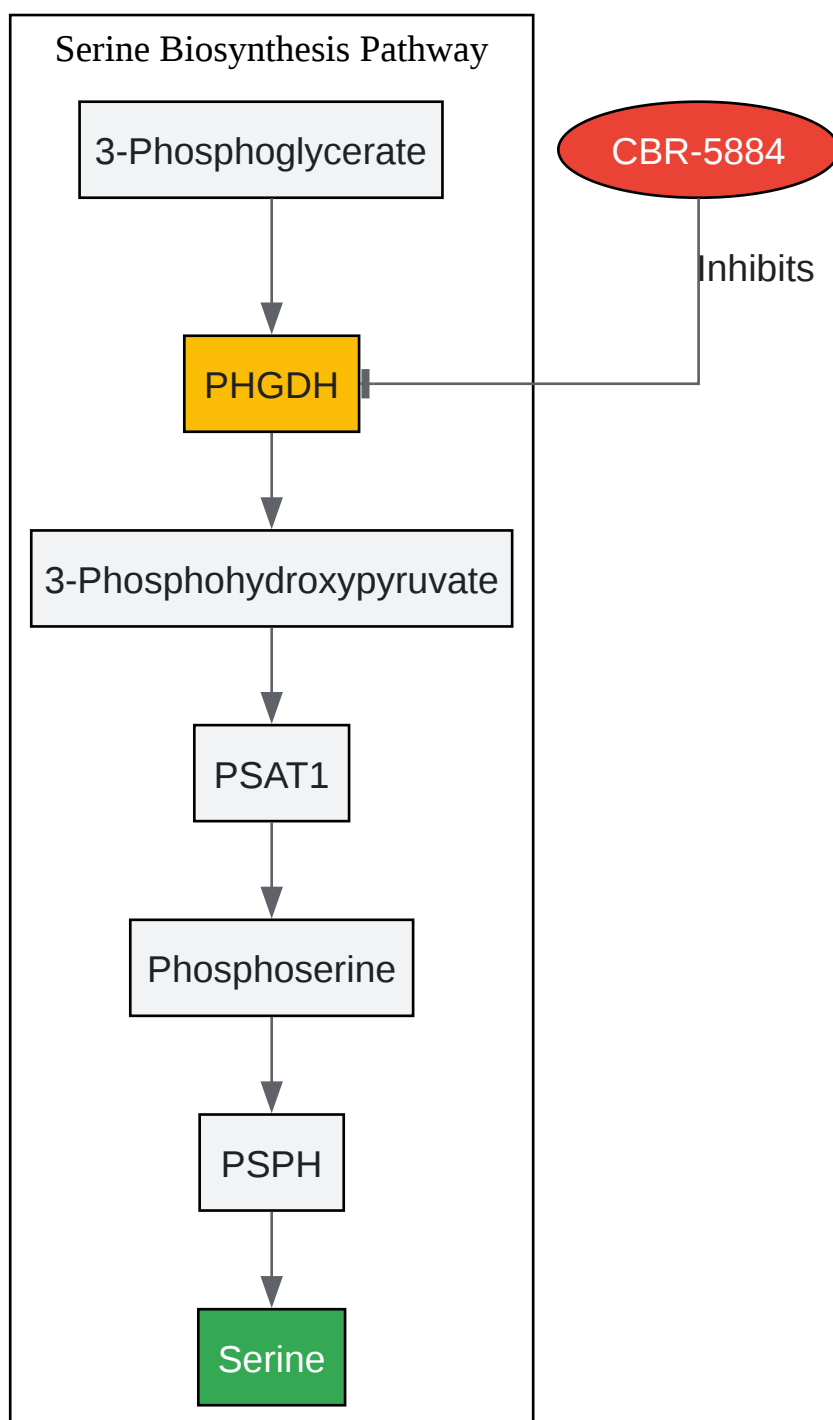 Serine Biosynthesis Pathway
3-Phosphoglycerate
CBR-5884
Inhibits
PHGDH
3-Phosphohydroxypyruvate
PSAT1
Phosphoserine
PSPH
Serine